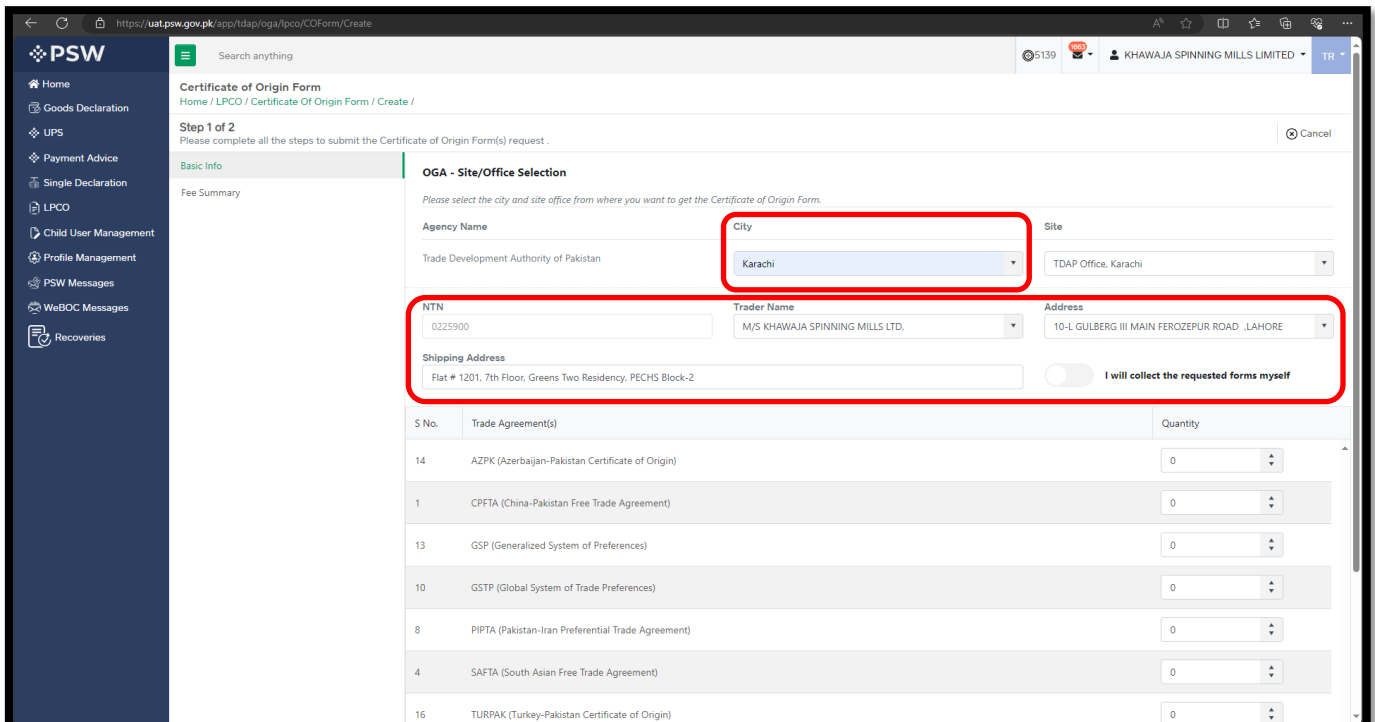 https://uat.psw.gov.pk/app/tdap/oga/lpco/COForm/Create
PSW
Search anything
5139
1663
KHAWAJA SPINNING MILLS LIMITED
TR
Home
Goods Declaration
UPS
Payment Advice
Single Declaration
LPCO
Child User Management
Profile Management
PSW Messages
WeBOC Messages
Recoveries
Certificate of Origin Form
Home / LPCO / Certificate Of Origin Form / Create /
Step 1 of 2
Please complete all the steps to submit the Certificate of Origin Form(s) request .
Cancel
Basic Info
Fee Summary
OGA - Site/Office Selection
Please select the city and site office from where you want to get the Certificate of Origin Form.
Agency Name City Site
Trade Development Authority of Pakistan Karachi TDAP Office, Karachi
NTN Trader Name Address
0225900 M/S KHAWAJA SPINNING MILLS LTD, 10-L GULBERG III MAIN FEROZEPUR ROAD ,LAHORE
Shipping Address
Flat # 1201, 7th Floor, Greens Two Residency, PECHS Block-2 I will collect the requested forms myself
S No. Trade Agreement(s) Quantity
14 AZPK (Azerbaijan-Pakistan Certificate of Origin) 0
1 CPFTA (China-Pakistan Free Trade Agreement) 0
13 GSP (Generalized System of Preferences) 0
10 GSTP (Global System of Trade Preferences) 0
8 PIPTA (Pakistan-Iran Preferential Trade Agreement) 0
4 SAFTA (South Asian Free Trade Agreement) 0
16 TURPAK (Turkey-Pakistan Certificate of Origin) 0